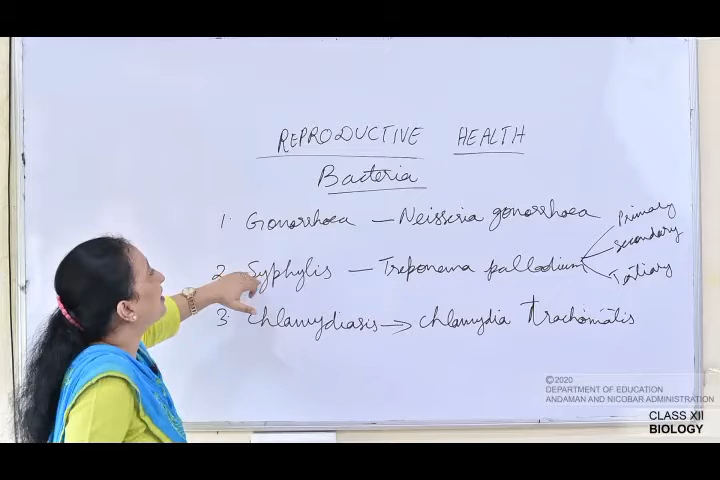 REPRODUCTIVE HEALTH
Bacteria
1. Gonorrhoea — Neisseria gonorrhoea
2. Syphylis — Treponema palladium
Primary
Secondary
Tertiary
3. Chlamydiasis → Chlamydia Trachomatis
©2020
DEPARTMENT OF EDUCATION
ANDAMAN AND NICOBAR ADMINISTRATION
CLASS XII
BIOLOGY